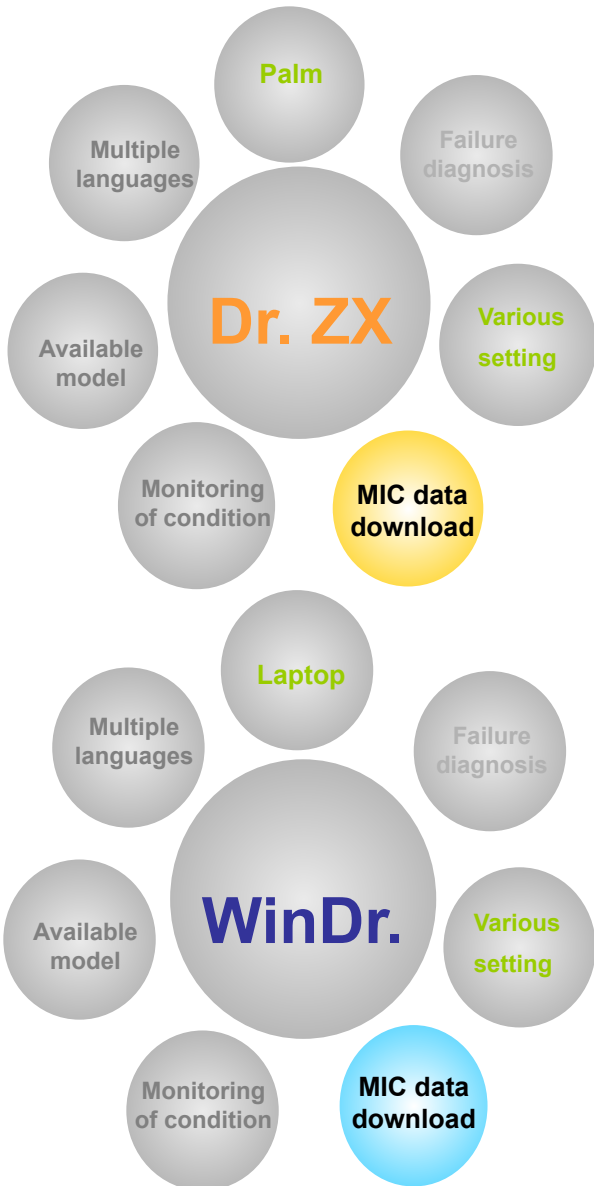 Palm
Multiple
languages
Failure
diagnosis
Dr. ZX
Various
setting
Available
model
Monitoring
of condition
MIC data
download
Laptop
Multiple
languages
Failure
diagnosis
WinDr.
Various
setting
Available
model
Monitoring
of condition
MIC data
download